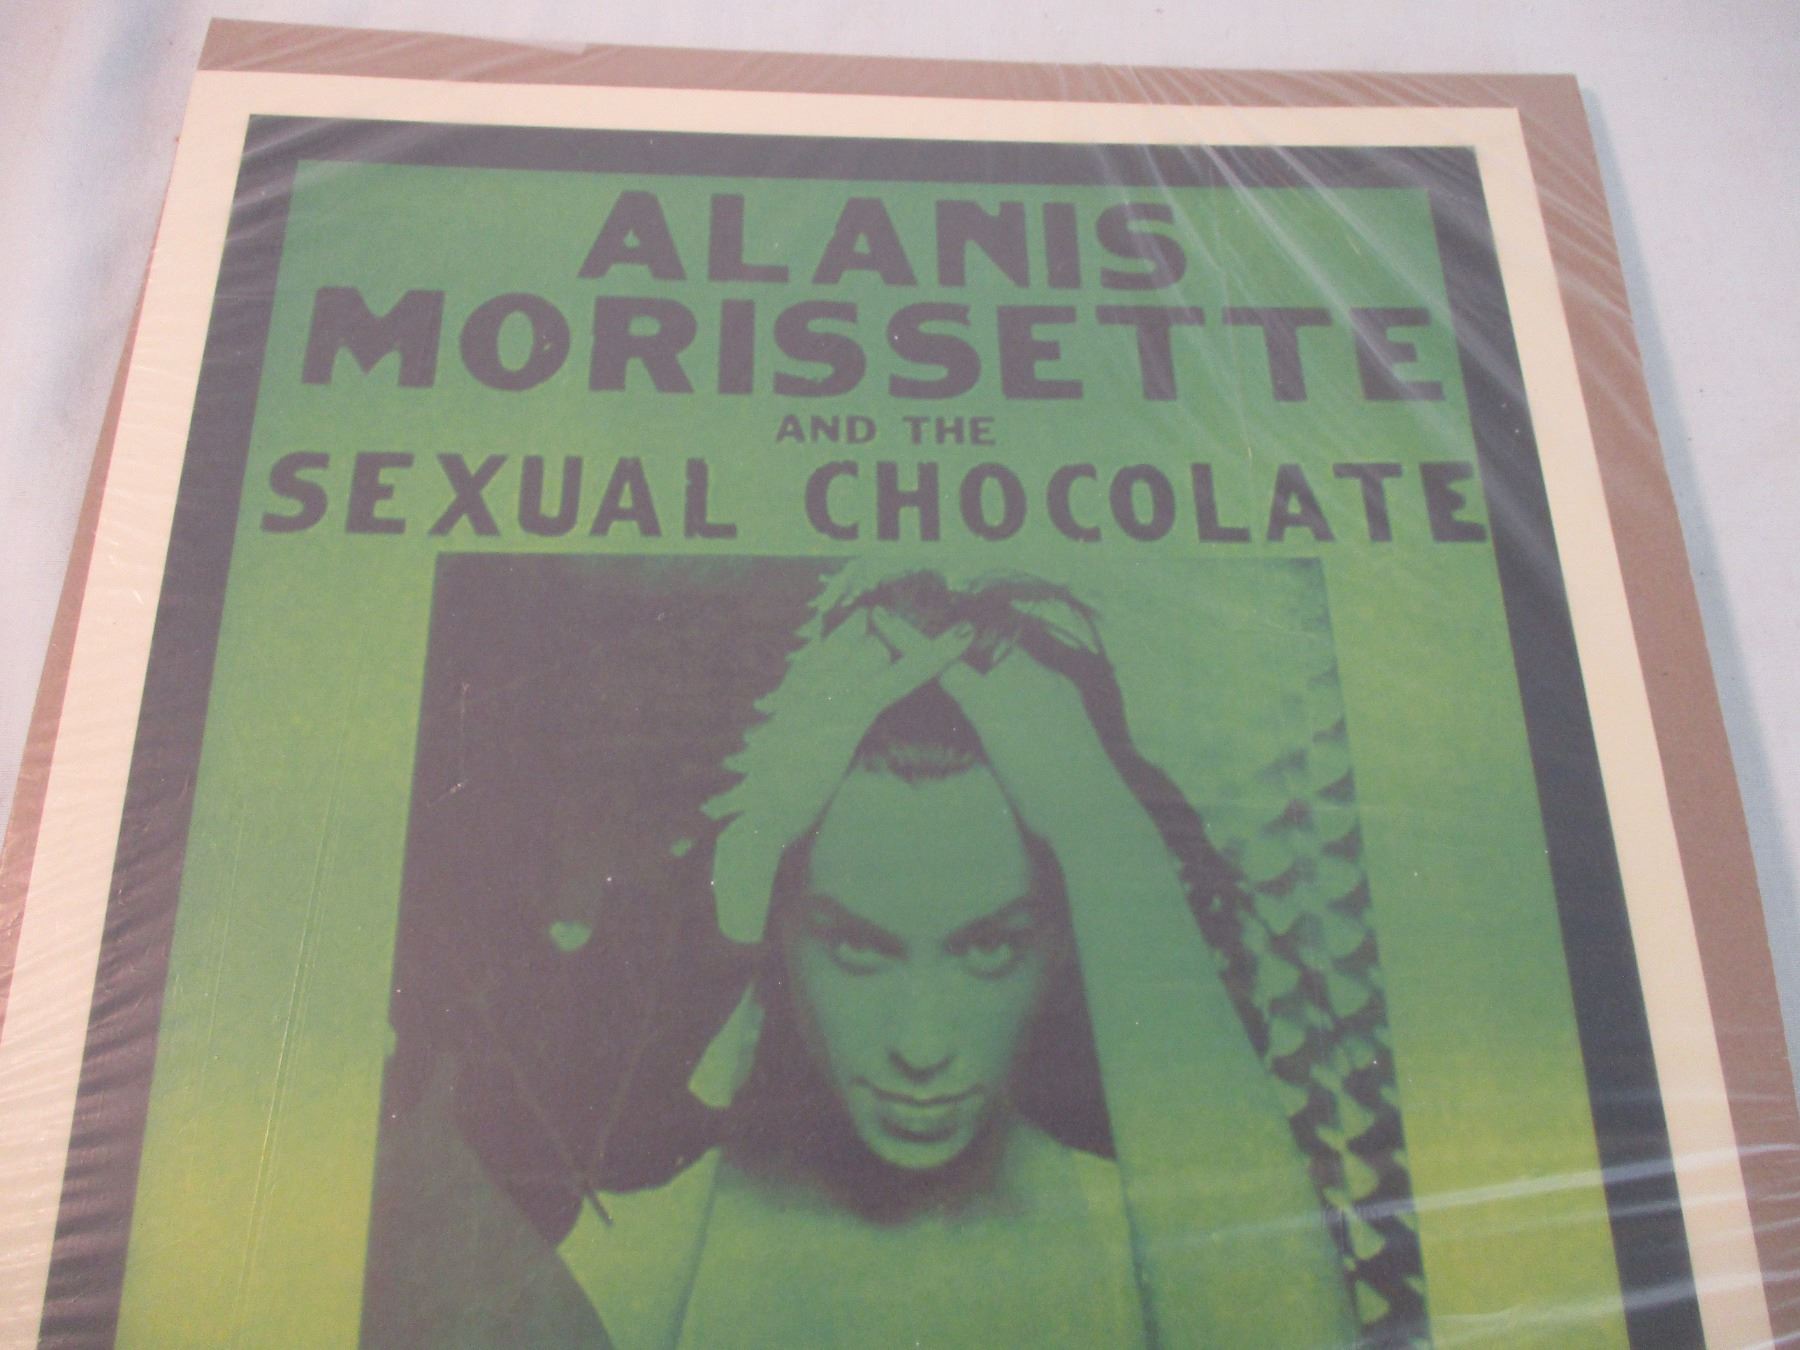 ALANIS
MORISSETTE
AND THE
SEXUAL CHOCOLATE